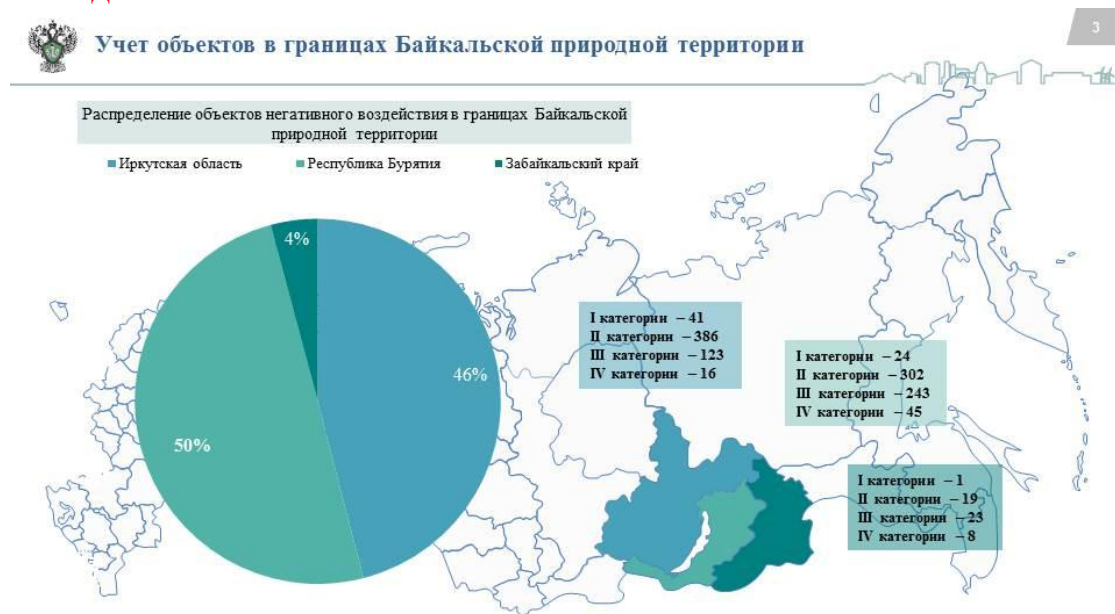 3
Учет объектов в границах Байкальской природной территории
Распределение объектов негативного воздействия в границах Байкальской
природной территории
Иркутская область
Республика Бурятия
Забайкальский край
4%
46%
50%
I категории – 41
II категории – 386
III категории – 123
IV категории – 16
I категории – 24
II категории – 302
III категории – 243
IV категории – 45
I категории – 1
II категории – 19
III категории – 23
IV категории – 8